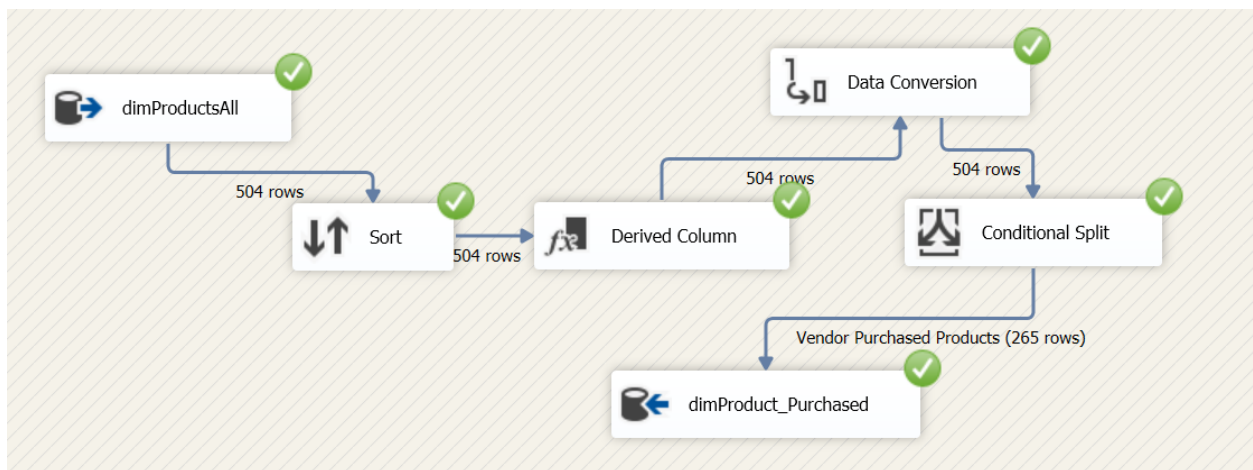 dimProductsAll
504 rows
Sort
504 rows
Derived Column
504 rows
Data Conversion
504 rows
Conditional Split
Vendor Purchased Products (265 rows)
dimProduct_Purchased